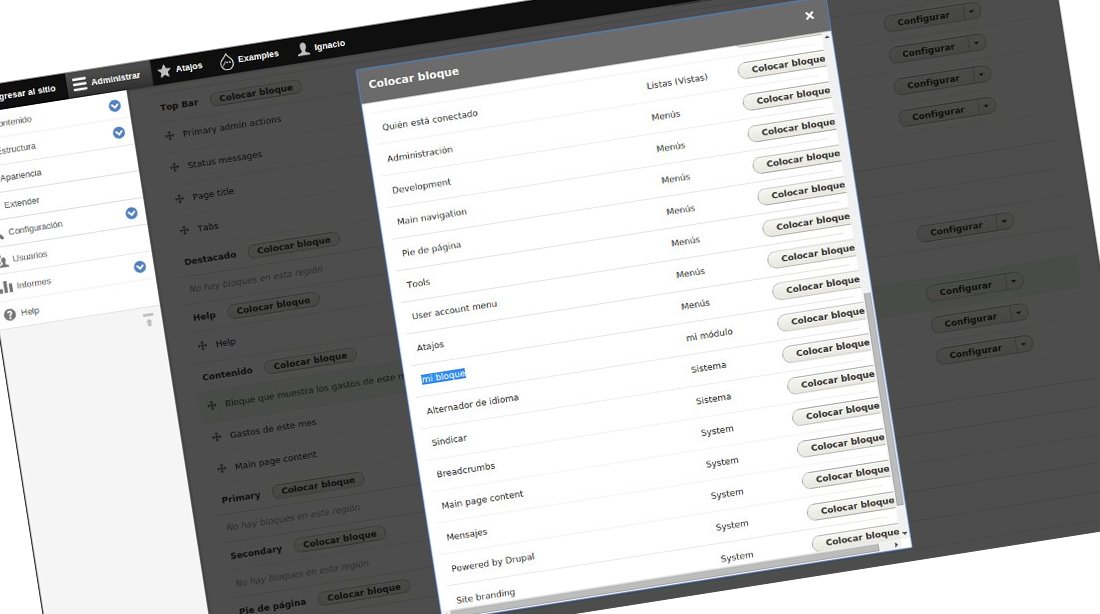 gresar al sitio
Administrar
Atajos
Examples
Ignacio
ontenido
Estructura
Apariencia
Extender
Configuración
Usuarios
Informes
Help
Top Bar Colocar bloque
Primary admin actions
Status messages
Page title
Tabs
Destacado Colocar bloque
No hay bloques en esta región
Help Colocar bloque
Help
Contenido Colocar bloque
Bloque que muestra los gastos de este m
Gastos de este mes
Main page content
Primary Colocar bloque
No hay bloques en esta región
Secondary Colocar bloque
No hay bloques en esta región
Pie de página Colocar bloque
Colocar bloque
Quién está conectado Listas (Vistas) Colocar bloque
Administración Menús Colocar bloque
Development Menús Colocar bloque
Main navigation Menús Colocar bloque
Pie de página Menús Colocar bloque
Tools Menús Colocar bloque
User account menu Menús Colocar bloque
Atajos Menús Colocar bloque
mi bloque mi módulo Colocar bloque
Alternador de idioma Sistema Colocar bloque
Sindicar Sistema Colocar bloque
Breadcrumbs System Colocar bloque
Main page content System Colocar bloque
Mensajes System Colocar bloque
Powered by Drupal System Colocar bloque
Site branding System Colocar bloque
Configurar
Configurar
Configurar
Configurar
Configurar
Configurar
Configurar
Configurar